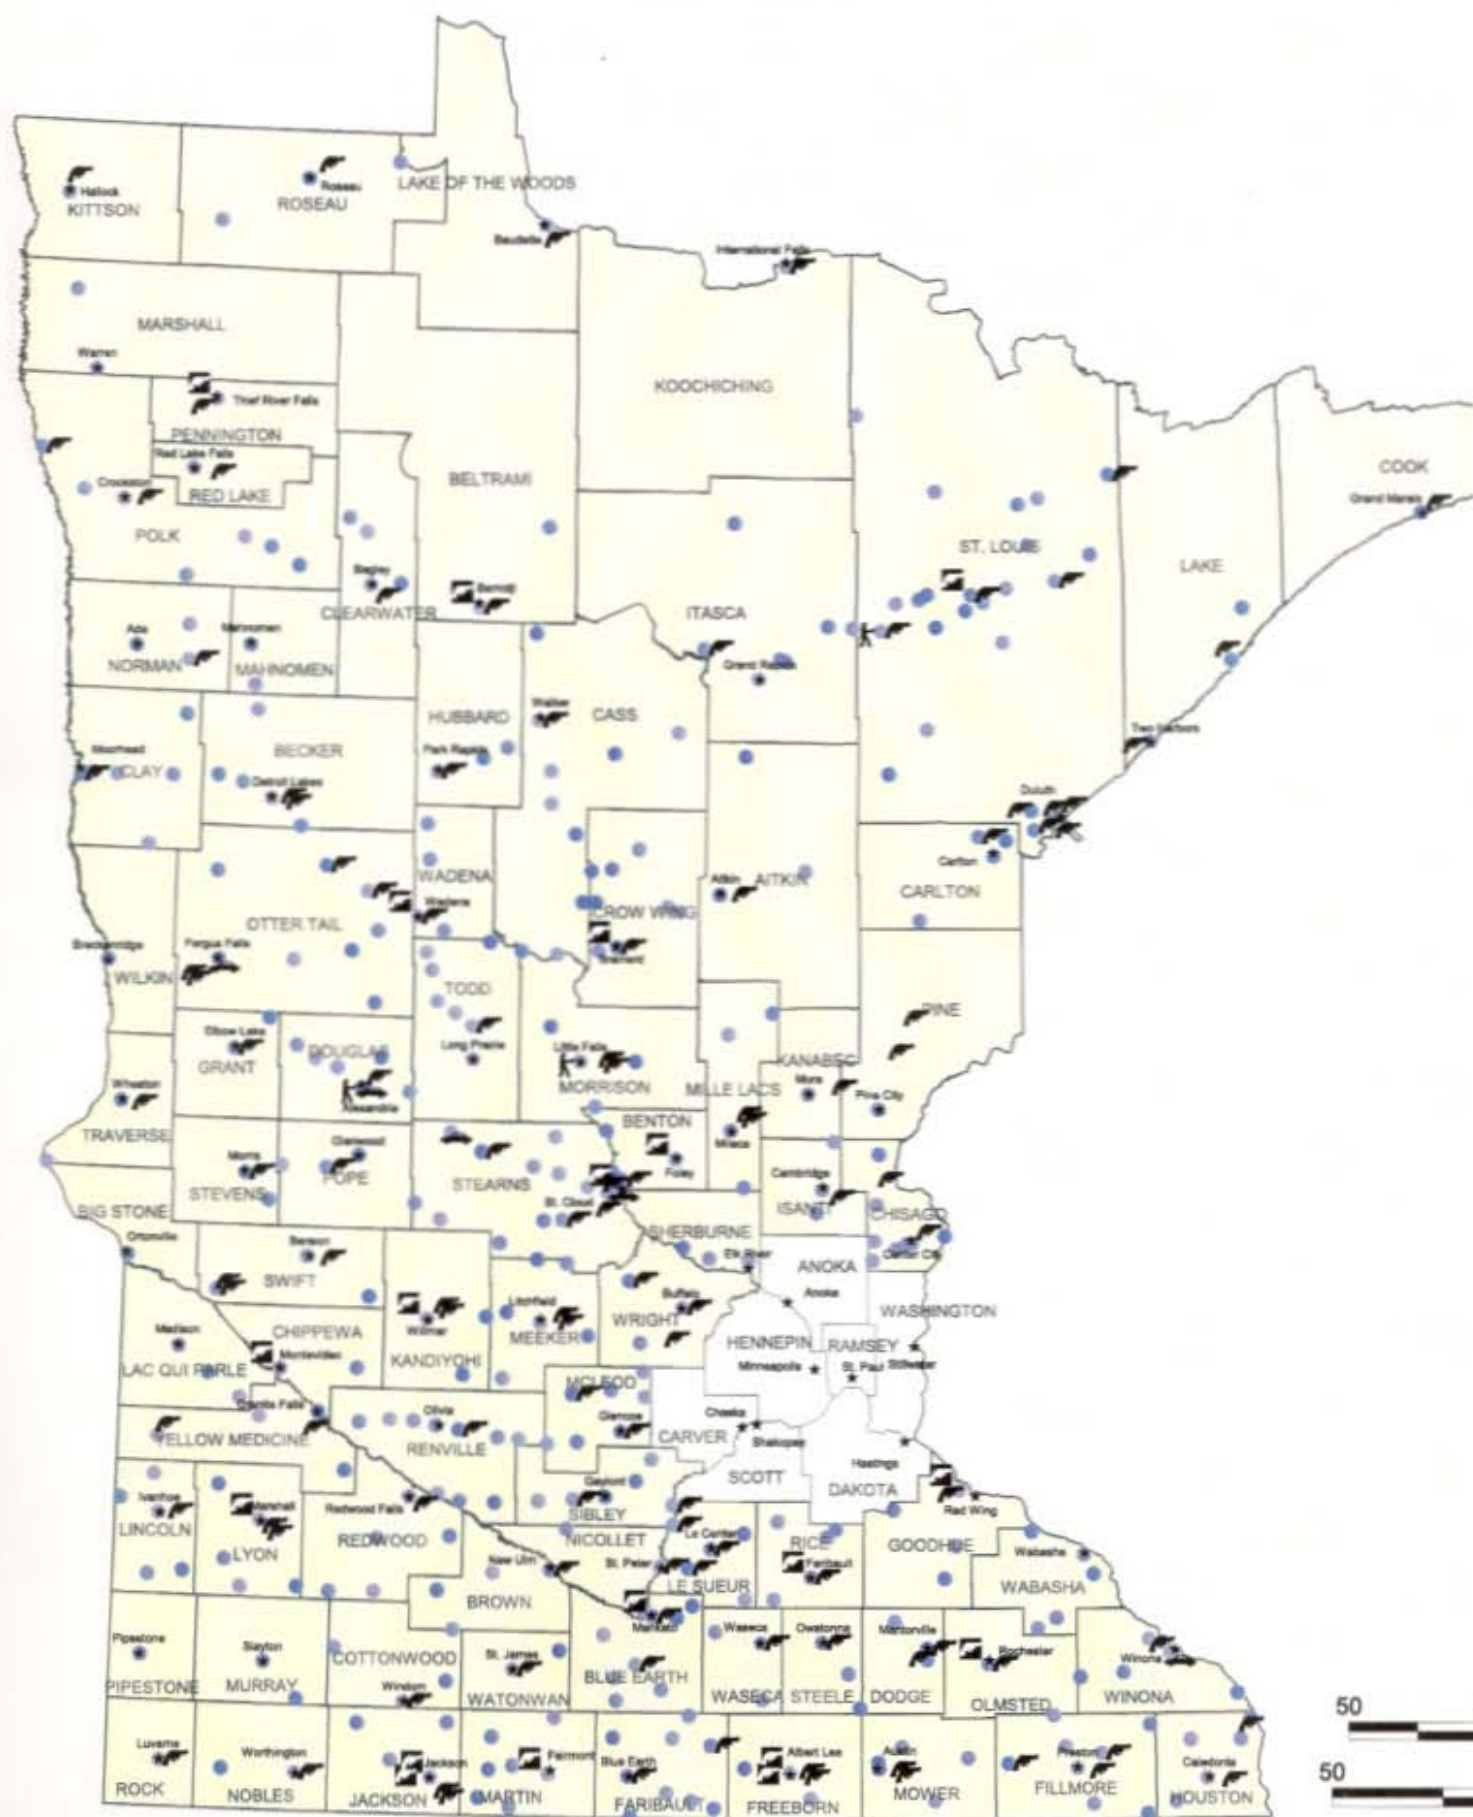 Hallock
KITTSON
Roseau
ROSEAU
LAKE OF THE WOODS
Baudette
International Falls
MARSHALL
Warren
KOOCHICHING
Thief River Falls
PENNINGTON
Red Lake Falls
RED LAKE
Crookston
POLK
BELTRAMI
COOK
Grand Marais
ST. LOUIS
LAKE
Bagley
CLEARWATER
Bemidji
ITASCA
Ada
NORMAN
Mahnomen
MAHNOMEN
Grand Rapids
HUBBARD
Walker
CASS
Park Rapids
Moorhead
CLAY
BECKER
Detroit Lakes
Two Harbors
Duluth
Carlton
CARLTON
WADENA
Wadena
Aitkin
AITKIN
CROW WING
Brainerd
OTTER TAIL
Fergus Falls
Breckenridge
WILKIN
TODD
Long Prairie
PINE
Elbow Lake
GRANT
DOUGLAS
Alexandria
Little Falls
MORRISON
MILLE LACS
KANABEC
Mora
Pine City
Wheaton
TRAVERSE
BENTON
Foley
Milaca
Morris
STEVENS
Glenwood
POPE
STEARNS
St. Cloud
Cambridge
ISANTI
CHISAGO
Center City
BIG STONE
Ortonville
SHERBURNE
Elk River
ANOKA
Anoka
Benson
SWIFT
WASHINGTON
Litchfield
MEEKER
WRIGHT
Buffalo
HENNEPIN
RAMSEY
Minneapolis
St. Paul
Stillwater
Madison
LAC QUI PARLE
CHIPPEWA
Montevideo
Willmar
KANDIYOHI
MCLEOD
Glencoe
Granite Falls
YELLOW MEDICINE
Olivia
RENVILLE
CARVER
Chaska
Shakopee
SCOTT
Hastings
DAKOTA
Red Wing
Ivanhoe
LINCOLN
Marshall
LYON
Redwood Falls
REDWOOD
Gaylord
SIBLEY
NICOLLET
New Ulm
St. Peter
Le Center
LE SUEUR
RICE
Faribault
GOODHUE
Wabasha
WABASHA
BROWN
Mankato
Pipestone
PIPESTONE
Slayton
MURRAY
COTTONWOOD
Windom
St. James
WATONWAN
BLUE EARTH
Waseca
WASECA
Owatonna
STEELE
Mantorville
DODGE
Rochester
OLMSTED
Winona
WINONA
Luverne
ROCK
Worthington
NOBLES
Jackson
JACKSON
Fairmont
MARTIN
Blue Earth
FARIBAULT
Albert Lea
FREEBORN
Austin
MOWER
Preston
FILLMORE
Caledonia
HOUSTON
50
50